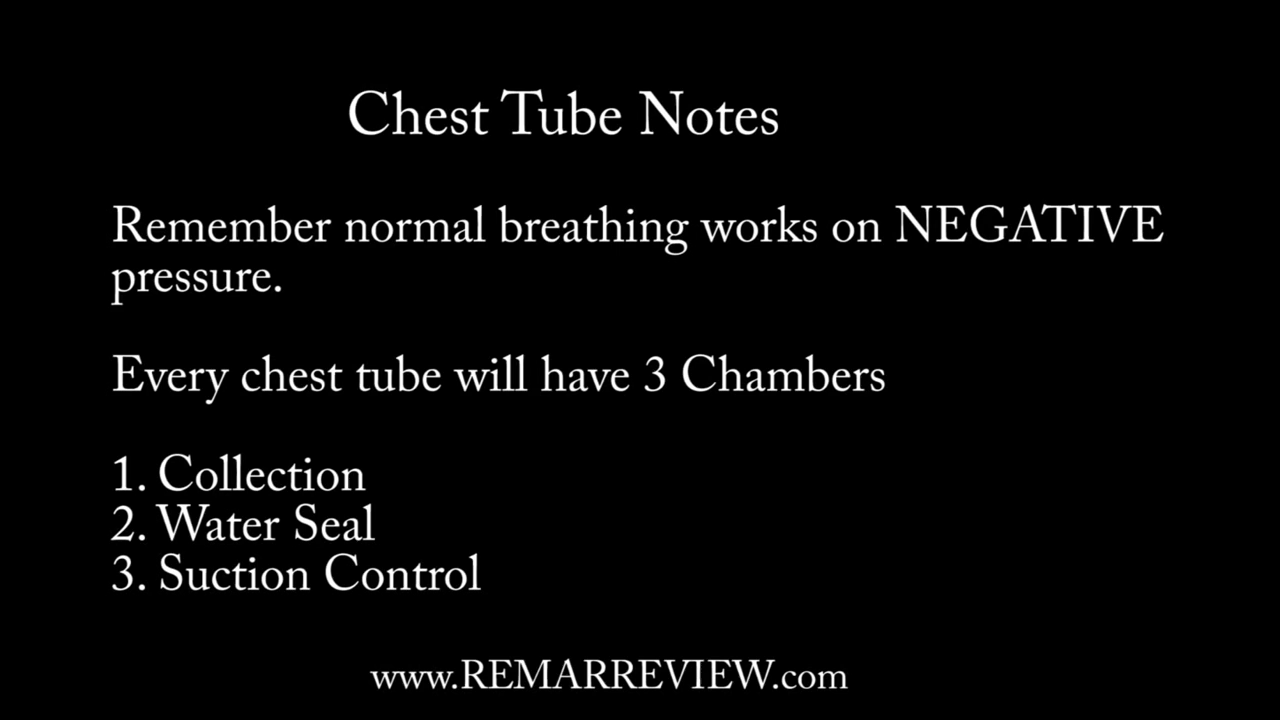 Chest Tube Notes
Remember normal breathing works on NEGATIVE
pressure.
Every chest tube will have 3 Chambers
1. Collection
2. Water Seal
3. Suction Control
www.REMARREVIEW.com